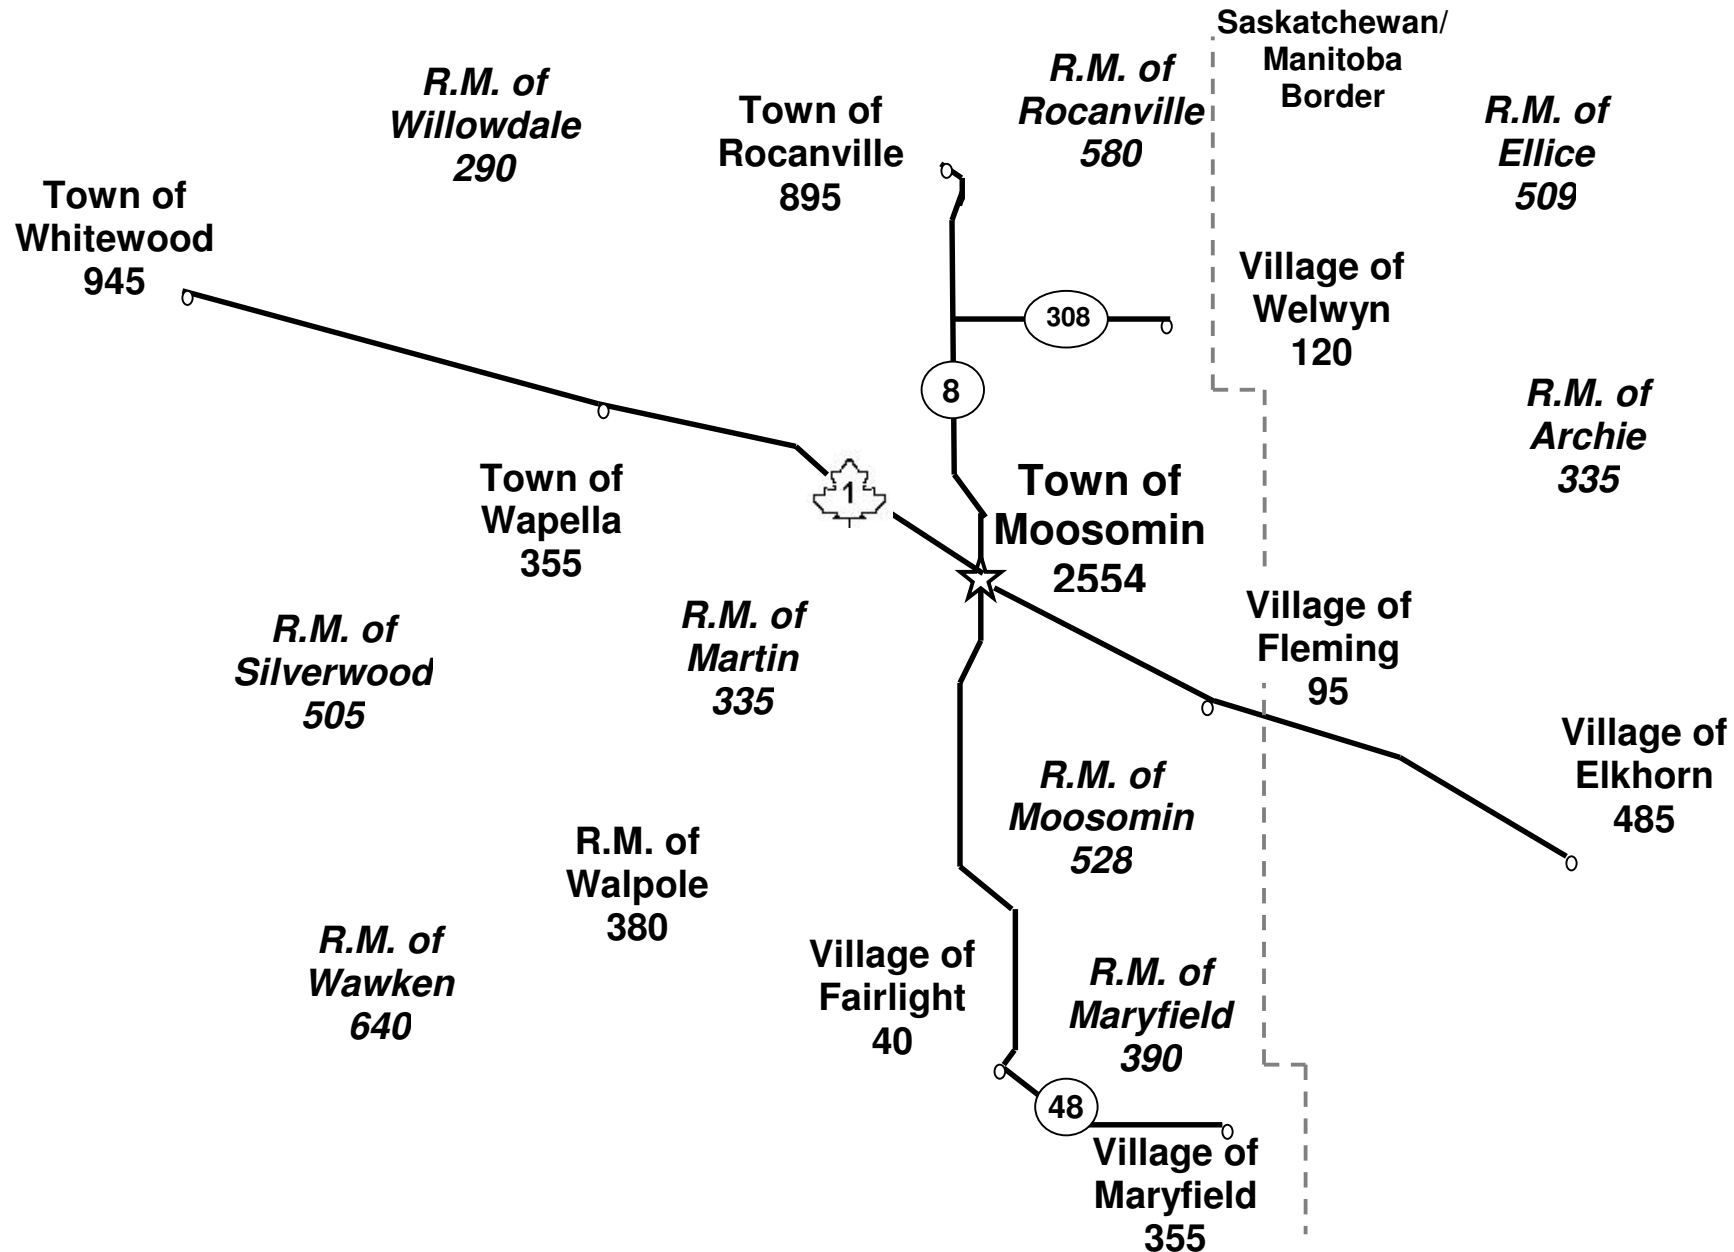 Saskatchewan/
Manitoba
Border
R.M. of
Willowdale
290
Town of
Rocanville
895
R.M. of
Rocanville
580
R.M. of
Ellice
509
Town of
Whitewood
945
Village of
Welwyn
120
308
8
R.M. of
Archie
335
Town of
Wapella
355
1
Town of
Moosomin
2554
R.M. of
Silverwood
505
R.M. of
Martin
335
Village of
Fleming
95
Village of
Elkhorn
485
R.M. of
Moosomin
528
R.M. of
Walpole
380
R.M. of
Wawken
640
Village of
Fairlight
40
R.M. of
Maryfield
390
48
Village of
Maryfield
355